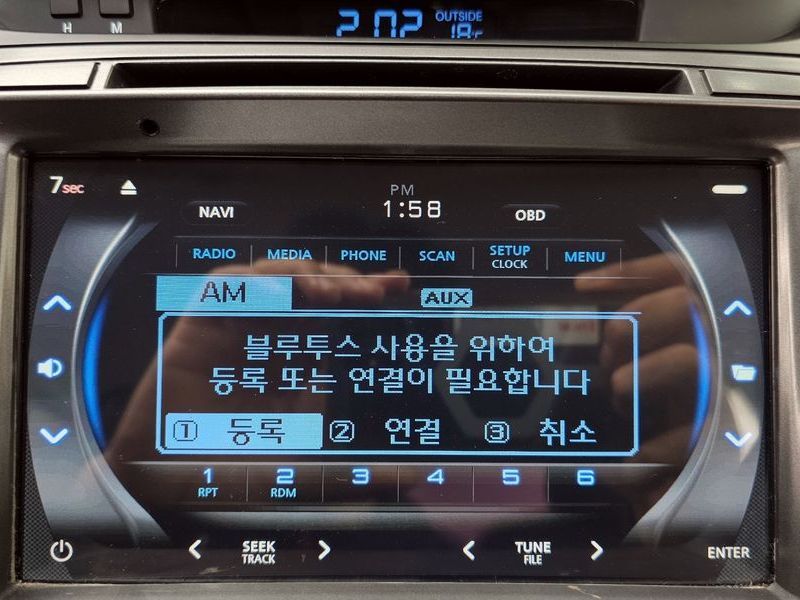 H M
2:02 OUTSIDE
18°F
7sec
PM
1:58
NAVI
OBD
RADIO MEDIA PHONE SCAN SETUP CLOCK MENU
AM
AUX
블루투스 사용을 위하여
등록 또는 연결이 필요합니다
① 등록 ② 연결 ③ 취소
1 2 3 4 5 6
RPT RDM
SEEK TUNE
TRACK FILE
ENTER